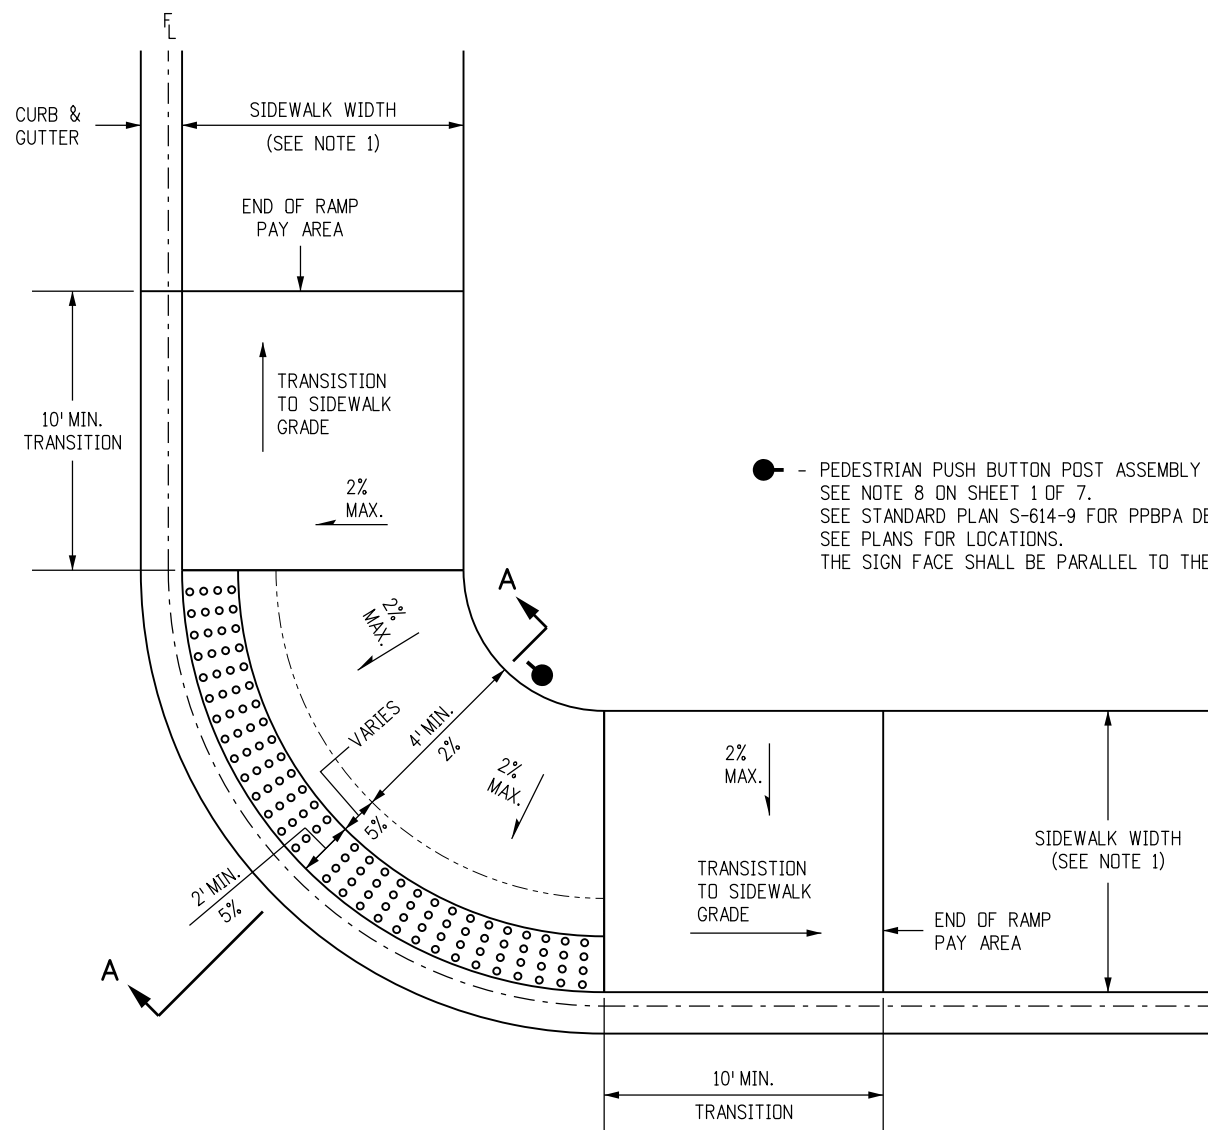 FL
CURB &
GUTTER
SIDEWALK WIDTH
(SEE NOTE 1)
END OF RAMP
PAY AREA
TRANSISTION
TO SIDEWALK
GRADE
10' MIN.
TRANSITION
2%
MAX.
- PEDESTRIAN PUSH BUTTON POST ASSEMBLY
SEE NOTE 8 ON SHEET 1 OF 7.
SEE STANDARD PLAN S-614-9 FOR PPBPA DE
SEE PLANS FOR LOCATIONS.
THE SIGN FACE SHALL BE PARALLEL TO THE
A
2%
MAX.
VARIES
4' MIN.
2%
2%
MAX.
5%
2' MIN.
5%
A
2%
MAX.
TRANSISTION
TO SIDEWALK
GRADE
SIDEWALK WIDTH
(SEE NOTE 1)
END OF RAMP
PAY AREA
10' MIN.
TRANSITION